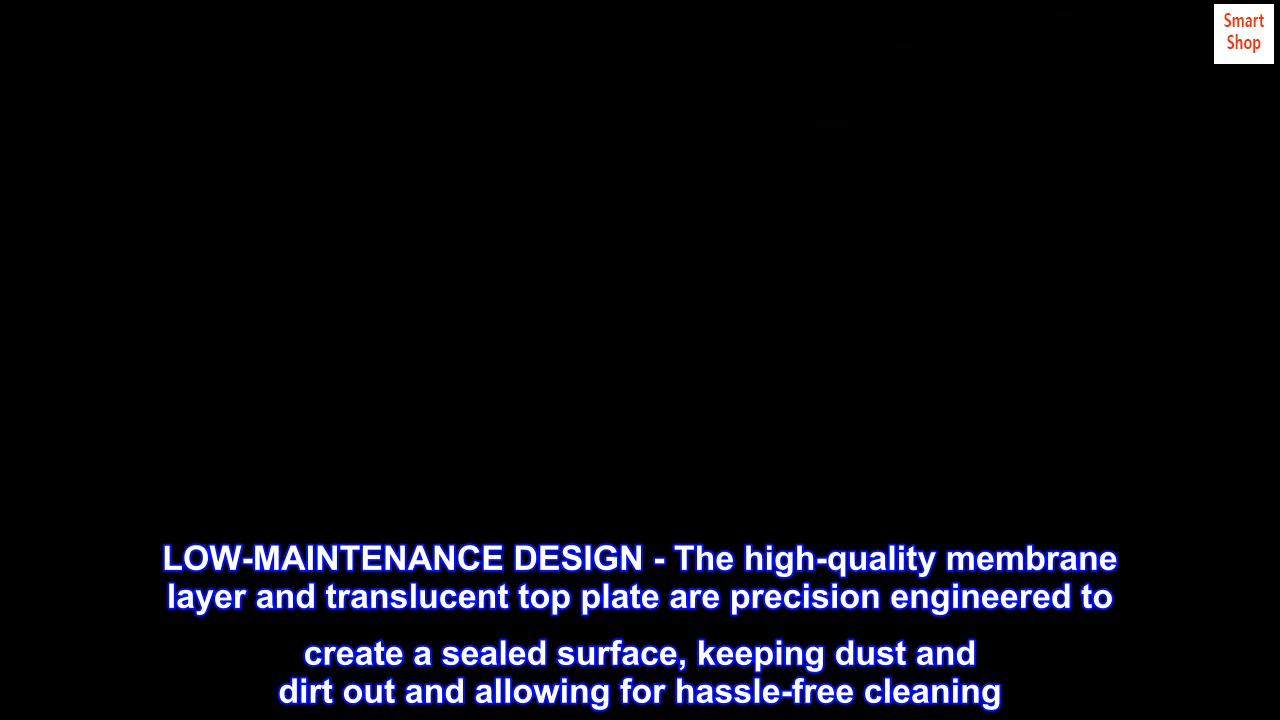 Smart
Shop
LOW-MAINTENANCE DESIGN - The high-quality membrane
layer and translucent top plate are precision engineered to
create a sealed surface, keeping dust and
dirt out and allowing for hassle-free cleaning